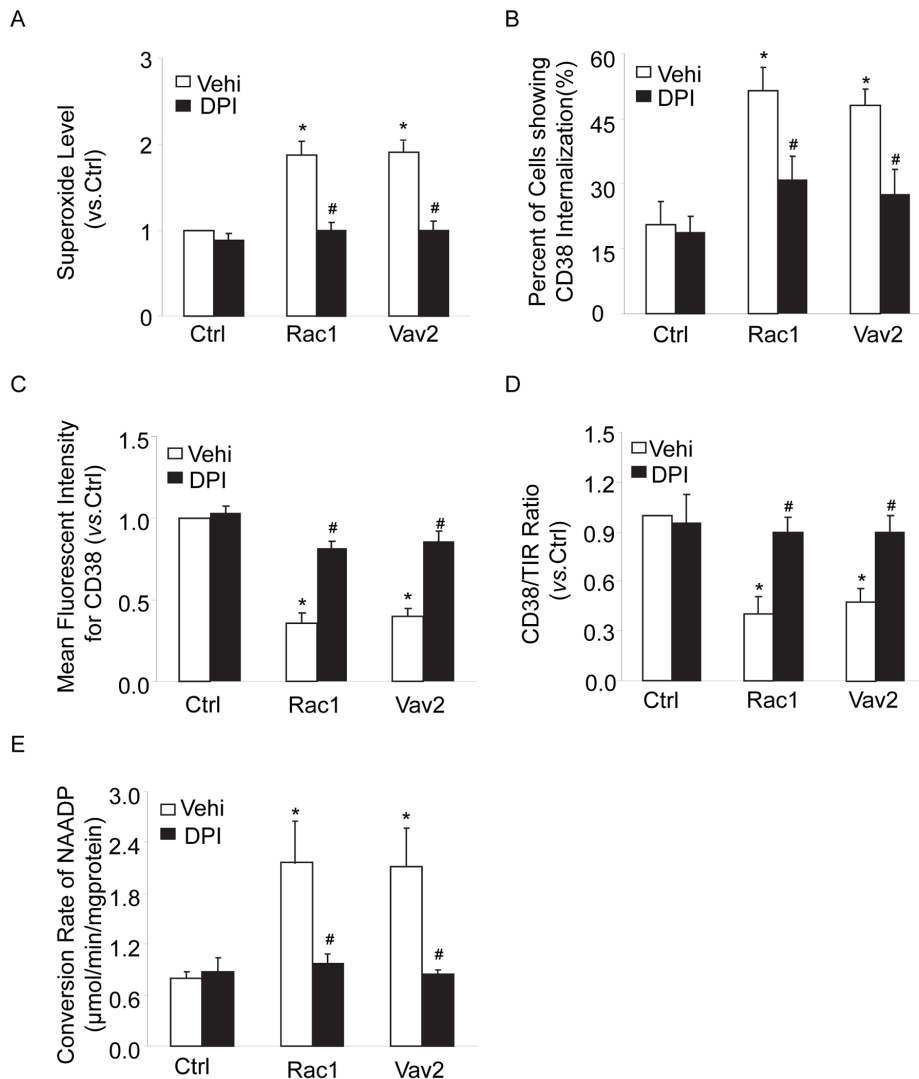 A
Superoxide Level
(vs.Ctrl)
3
2
1
0
Vehi
DPI
*
*
#
#
Ctrl
Rac1
Vav2
B
Percent of Cells showing
CD38 Internalization(%)
60
45
30
15
0
Vehi
DPI
*
*
#
#
Ctrl
Rac1
Vav2
C
Mean Fluorescent Intensity
for CD38 (vs.Ctrl)
1.5
1.0
0.5
0.0
Vehi
DPI
#
#
*
*
Ctrl
Rac1
Vav2
D
CD38/TIR Ratio
(vs.Ctrl)
1.5
1.2
0.9
0.6
0.3
0.0
Vehi
DPI
#
#
*
*
Ctrl
Rac1
Vav2
E
Conversion Rate of NAADP
(μmol/min/mgprotein)
3.0
2.4
1.8
1.2
0.6
0.0
Vehi
DPI
*
*
#
#
Ctrl
Rac1
Vav2